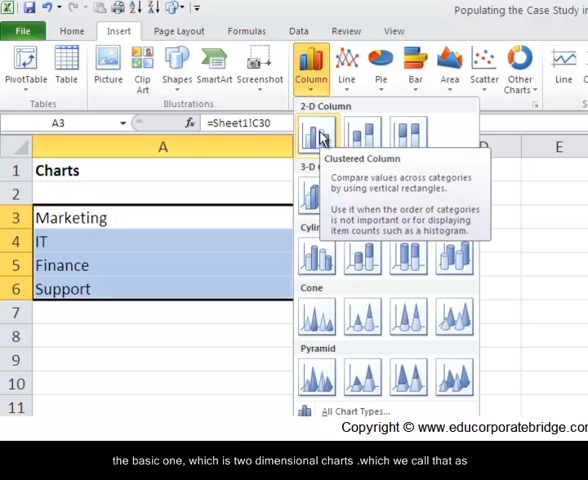 Populating the Case Study in
File Home Insert Page Layout Formulas Data Review View
PivotTable Table Picture Clip Art Shapes SmartArt Screenshot Column Line Pie Bar Area Scatter Other Charts Line Column
Tables Illustrations
A3 fx =Sheet1!C30
A D E
1 Charts
2
3 Marketing
4 IT
5 Finance
6 Support
7
8
9
10
11
2-D Column
Clustered Column
Compare values across categories
by using vertical rectangles.
Use it when the order of categories
is not important or for displaying
item counts such as a histogram.
3-D C
Cylin
Cone
Pyramid
All Chart Types...
Copyright © www.educorporatebridge.com
the basic one, which is two dimensional charts .which we call that as